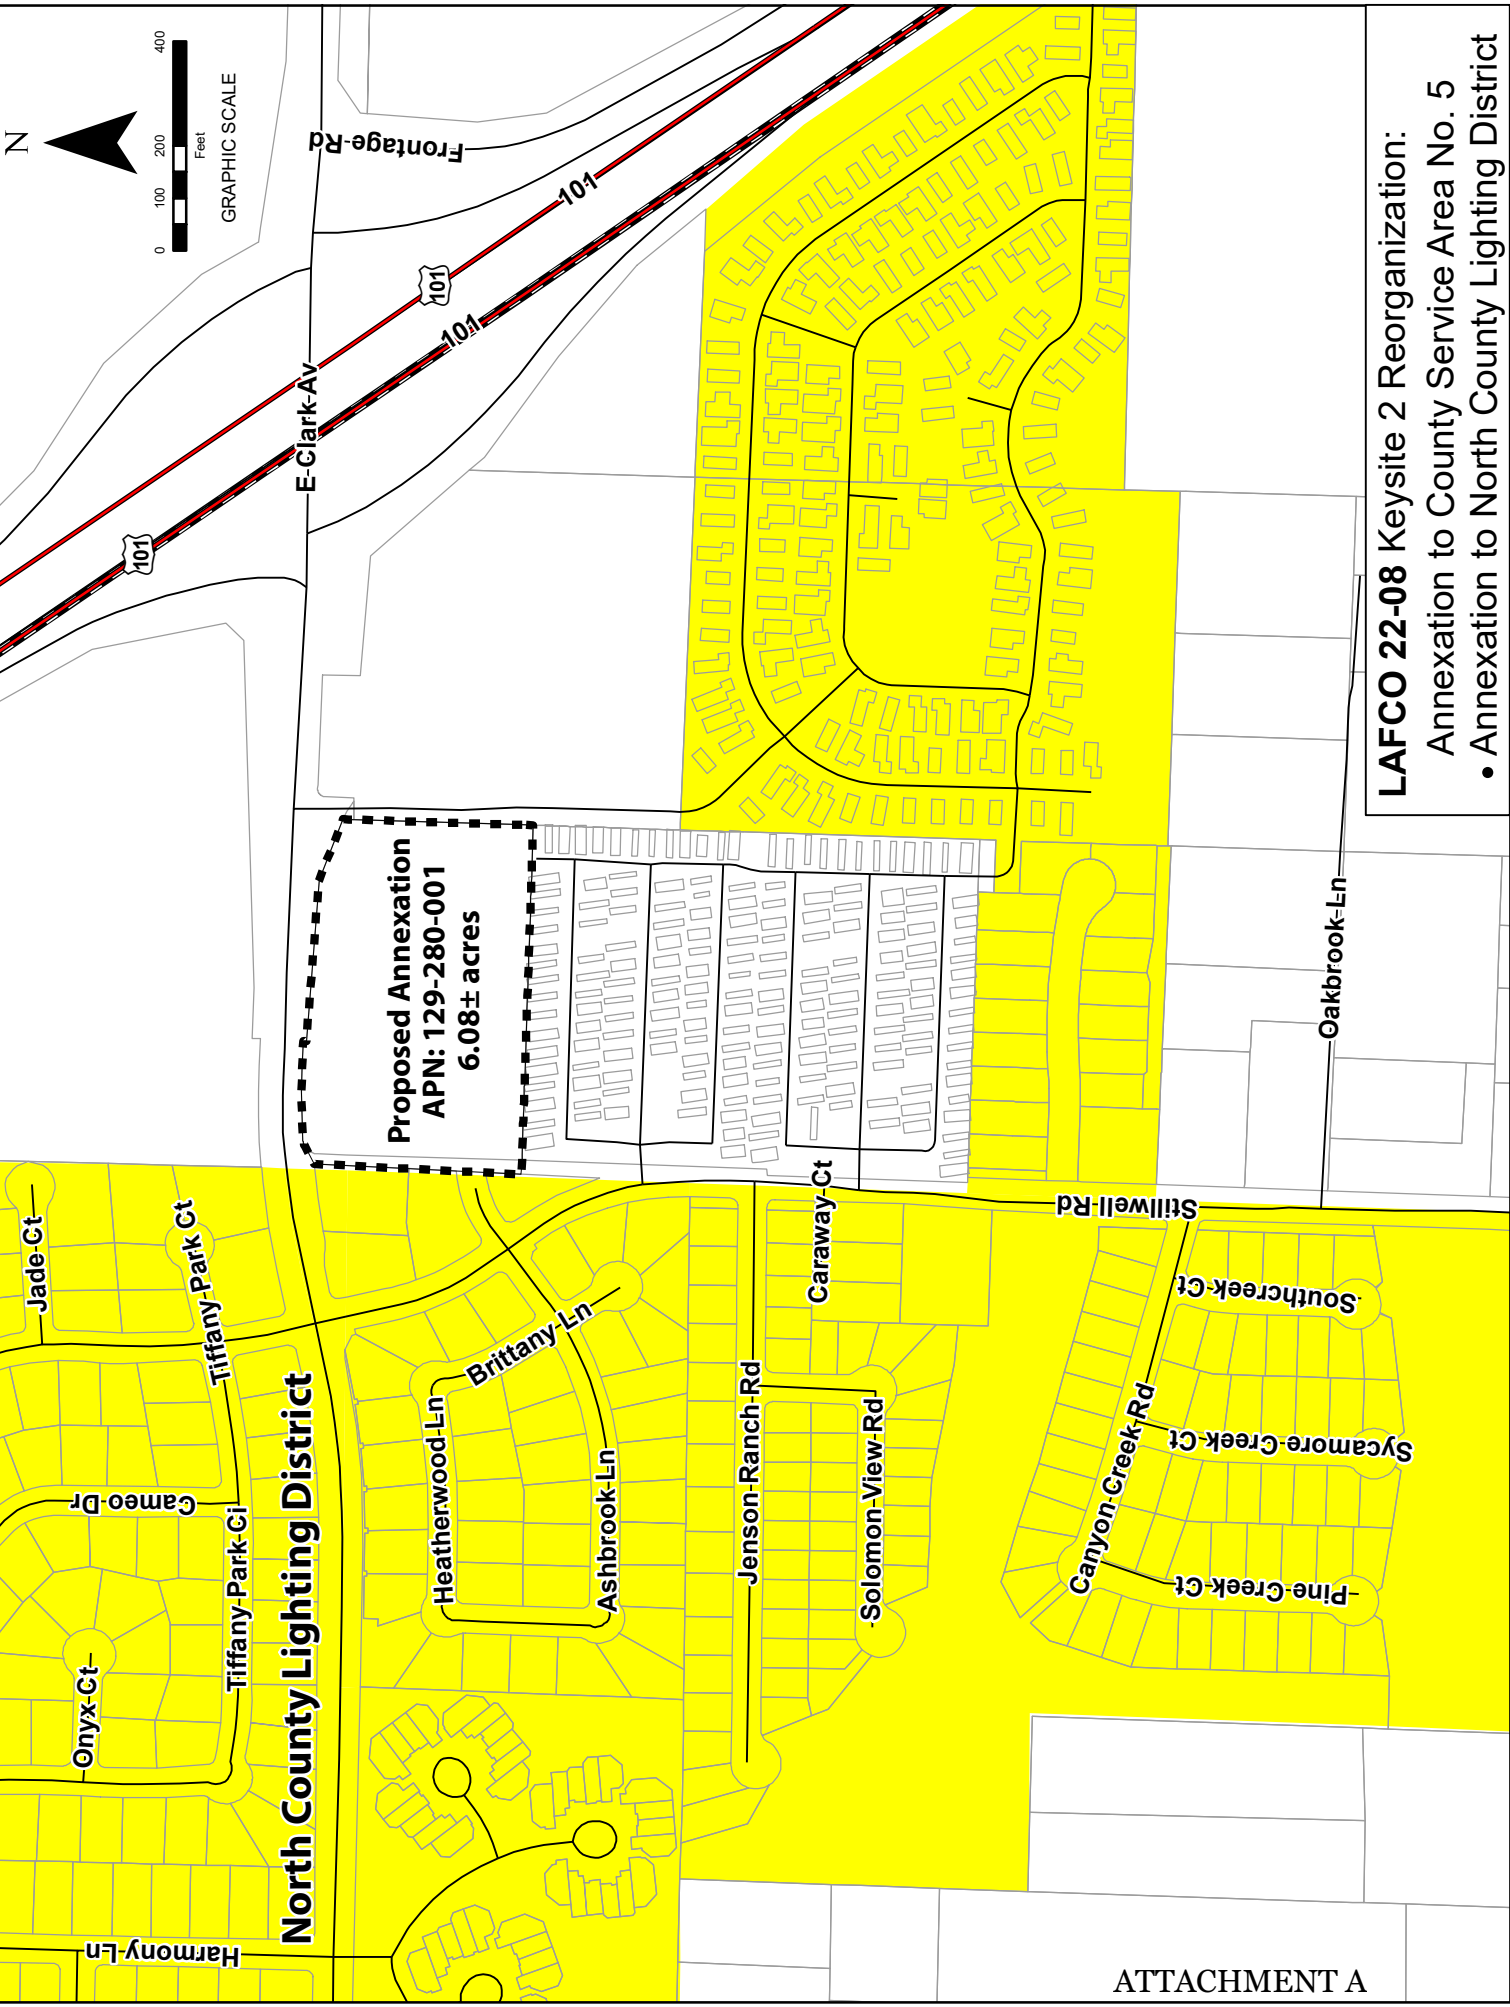 N
0 100 200 400
Feet
GRAPHIC SCALE
Frontage Rd
101
101
101
101
E Clark Av
Proposed Annexation
APN: 129-280-001
6.08± acres
Jade Ct
Tiffany Park Ct
Tiffany Park Ci
Cameo Dr
Onyx Ct
Harmony Ln
North County Lighting District
Heatherwood Ln
Brittany Ln
Ashbrook Ln
Jenson Ranch Rd
Caraway Ct
Solomon View Rd
Stillwell Rd
Oakbrook Ln
Canyon Creek Rd
Southcreek Ct
Sycamore Creek Ct
Pine Creek Ct
LAFCO 22-08 Keysite 2 Reorganization:
Annexation to County Service Area No. 5
• Annexation to North County Lighting District
ATTACHMENT A